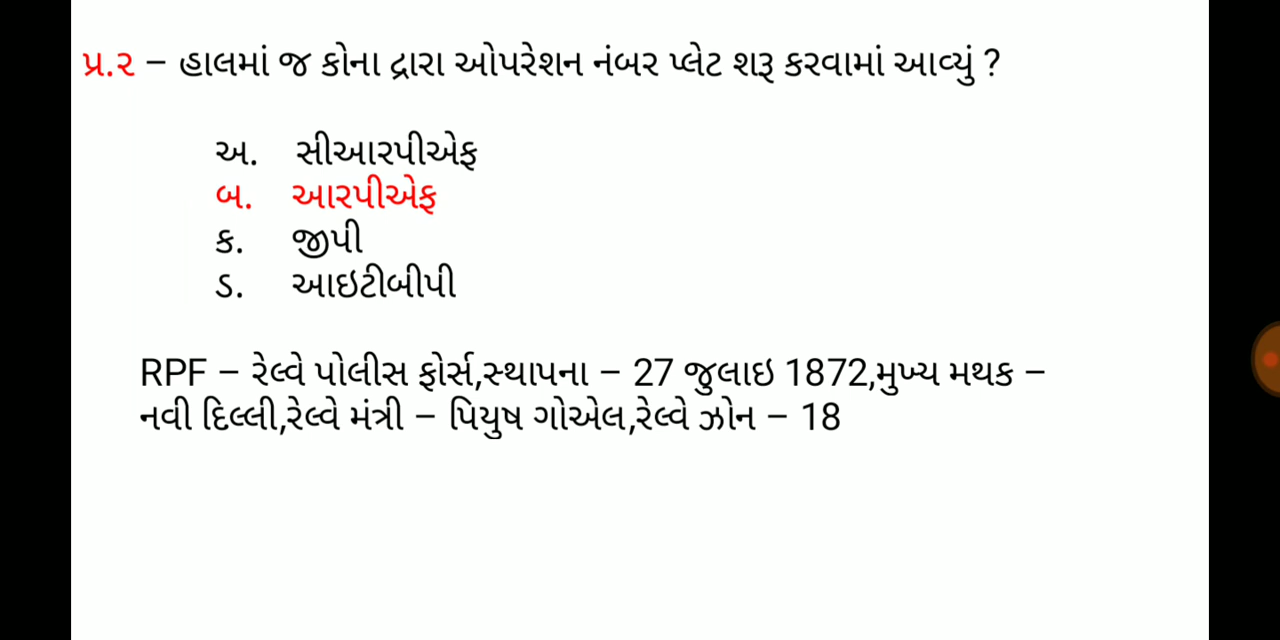 પ્ર.૨ – હાલમાં જ કોના દ્વારા ઓપરેશન નંબર પ્લેટ શરૂ કરવામાં આવ્યું ?
અ. સીઆરપીએફ
બ. આરપીએફ
ક. જીપી
ડ. આઇટીબીપી
RPF – રેલ્વે પોલીસ ફોર્સ,સ્થાપના – 27 જુલાઇ 1872,મુખ્ય મથક –
નવી દિલ્લી,રેલ્વે મંત્રી – પિયુષ ગોએલ,રેલ્વે ઝોન – 18